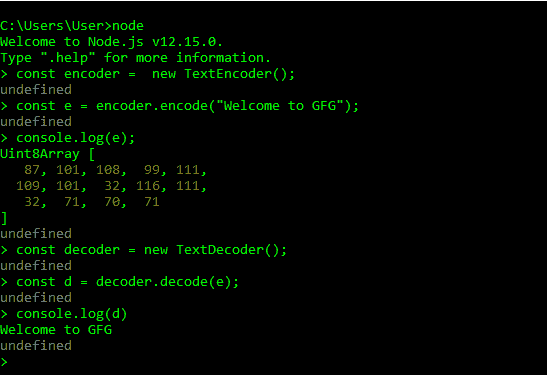 C:\Users\User>node
Welcome to Node.js v12.15.0.
Type ".help" for more information.
> const encoder =  new TextEncoder();
undefined
> const e = encoder.encode("Welcome to GFG");
undefined
> console.log(e);
Uint8Array [
   87, 101, 108,  99, 111,
  109, 101,  32, 116, 111,
   32,  71,  70,  71
]
undefined
> const decoder = new TextDecoder();
undefined
> const d = decoder.decode(e);
undefined
> console.log(d)
Welcome to GFG
undefined
>